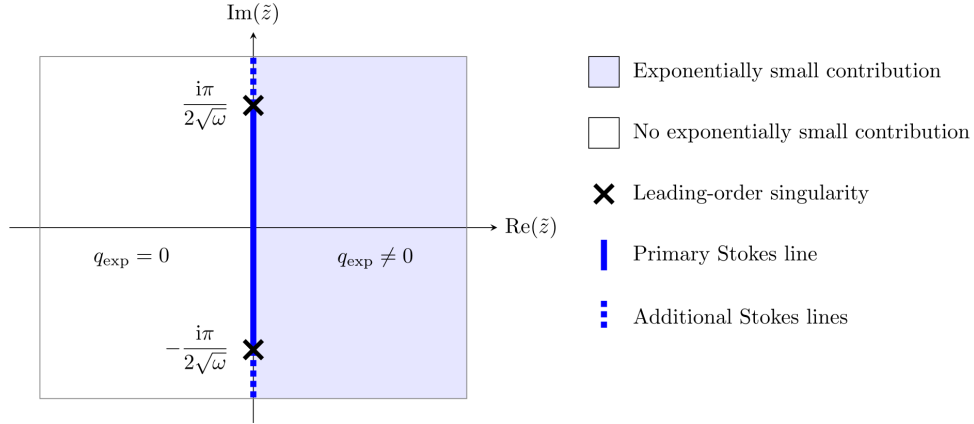 Im(z̃)
iπ
2√ω
Re(z̃)
q_exp = 0
q_exp ≠ 0
− iπ
2√ω
Exponentially small contribution
No exponentially small contribution
Leading-order singularity
Primary Stokes line
Additional Stokes lines